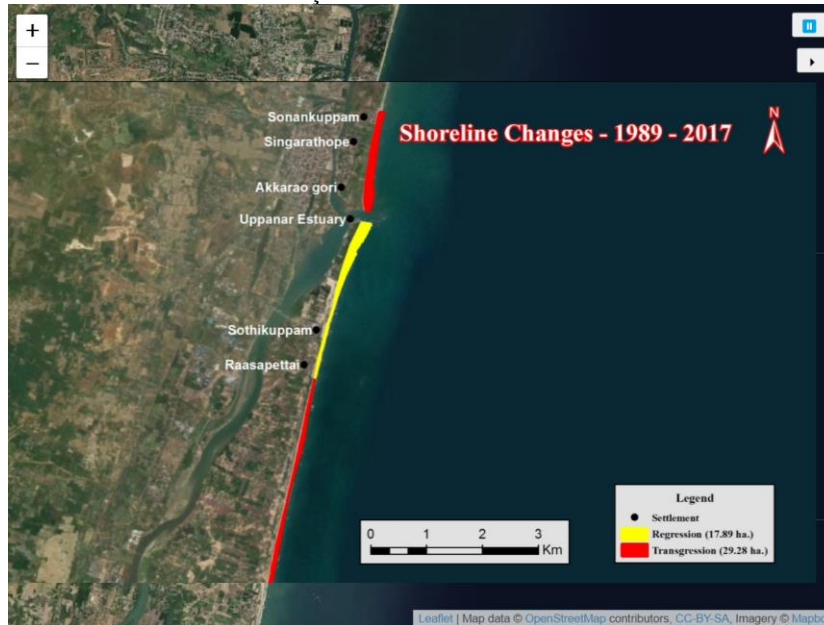 +
−
Sonankuppam
Shoreline Changes - 1989 - 2017
N
Singarathope
Akkarao gori
Uppanar Estuary
Sothikuppam
Raasapettai
Legend
Settlement
Regression (17.89 ha.)
Transgression (29.28 ha.)
0 1 2 3
Km
Leaflet | Map data © OpenStreetMap contributors, CC-BY-SA, Imagery © Mapbo